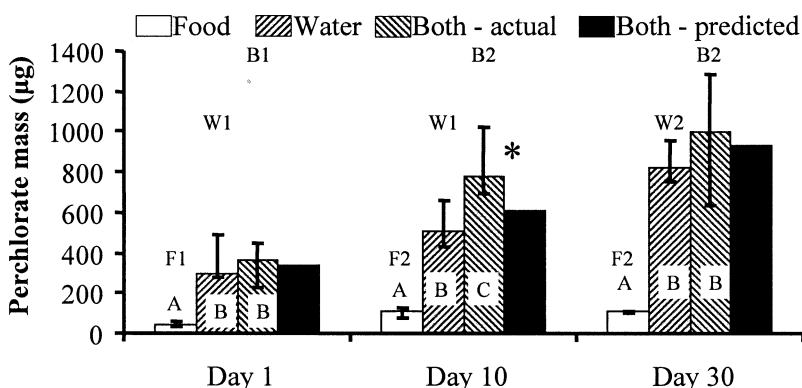 Food Water Both - actual Both - predicted
1400
1200
1000
800
600
400
200
0
Perchlorate mass (µg)
B1 B2 B2
W1 W1 W2
*
F1 F2 F2
A B B A B C A B B
Day 1 Day 10 Day 30